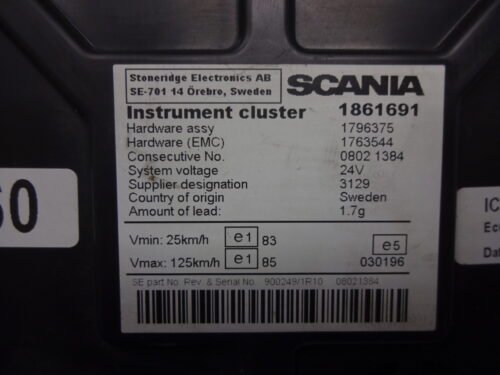 Stoneridge Electronics AB
SE-701 14 Örebro, Sweden
SCANIA
Instrument cluster 1861691
Hardware assy 1796375
Hardware (EMC) 1763544
Consecutive No. 0802 1384
System voltage 24V
Supplier designation 3129
Country of origin Sweden
Amount of lead: 1.7g
Vmin: 25km/h e1 83
e5
Vmax: 125km/h e1 85 030196
SE part No. Rev. & Serial No. 900249/1R10 08021384
60
IC
Ec
Dat